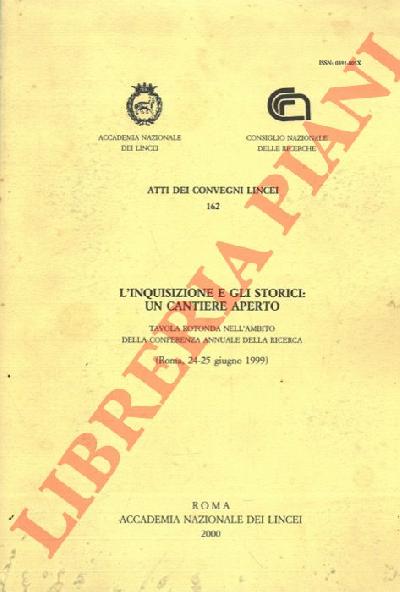 ISSN: 0391-805X
ACCADEMIA NAZIONALE
DEI LINCEI
CONSIGLIO NAZIONALE
DELLE RICERCHE
ATTI DEI CONVEGNI LINCEI
162
L'INQUISIZIONE E GLI STORICI:
UN CANTIERE APERTO
TAVOLA ROTONDA NELL'AMBITO
DELLA CONFERENZA ANNUALE DELLA RICERCA
(Roma, 24-25 giugno 1999)
ROMA
ACCADEMIA NAZIONALE DEI LINCEI
2000
LIBRERIA PIANI